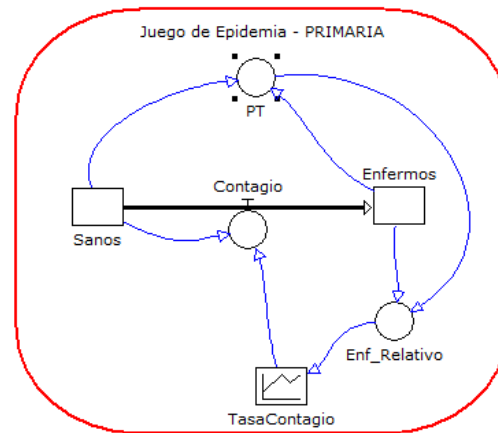 Juego de Epidemia - PRIMARIA
PT
Contagio
Enfermos
Sanos
Enf_Relativo
TasaContagio